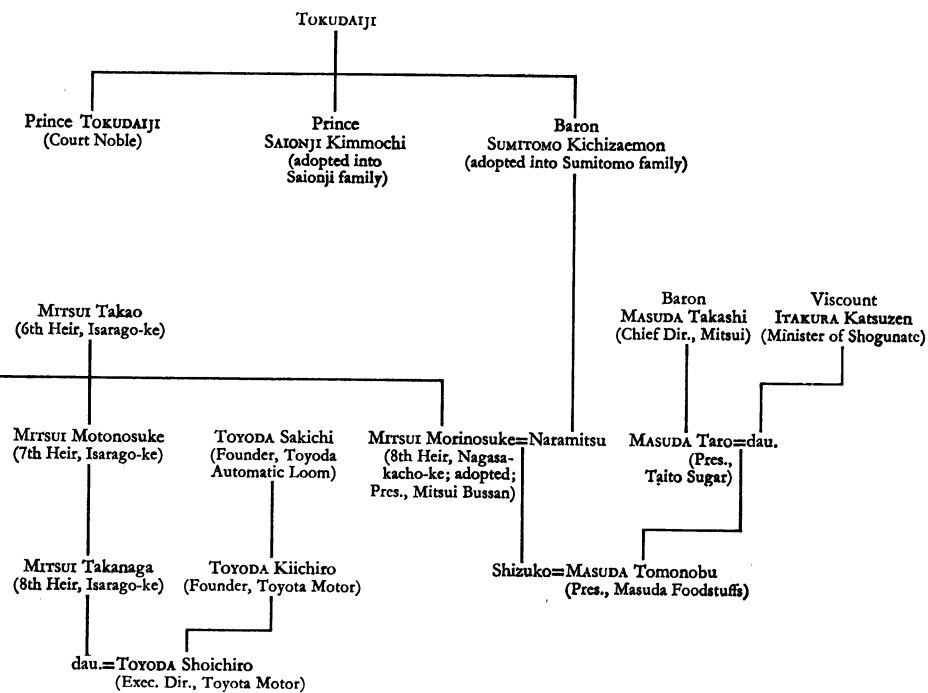 TOKUDAIJI
Prince TOKUDAIJI
(Court Noble)
Prince
SAIONJI Kimmochi
(adopted into
Saionji family)
Baron
SUMITOMO Kichizaemon
(adopted into Sumitomo family)
MITSUI Takao
(6th Heir, Isarago-ke)
Baron
MASUDA Takashi
(Chief Dir., Mitsui)
Viscount
ITAKURA Katsuzen
(Minister of Shogunate)
MITSUI Motonosuke
(7th Heir, Isarago-ke)
TOYODA Sakichi
(Founder, Toyoda
Automatic Loom)
MITSUI Morinosuke=Naramitsu
(8th Heir, Nagasa-
kacho-ke; adopted;
Pres., Mitsui Bussan)
MASUDA Taro=dau.
(Pres.,
Taito Sugar)
MITSUI Takanaga
(8th Heir, Isarago-ke)
TOYODA Kiichiro
(Founder, Toyota Motor)
Shizuko=MASUDA Tomonobu
(Pres., Masuda Foodstuffs)
dau.=TOYODA Shoichiro
(Exec. Dir., Toyota Motor)